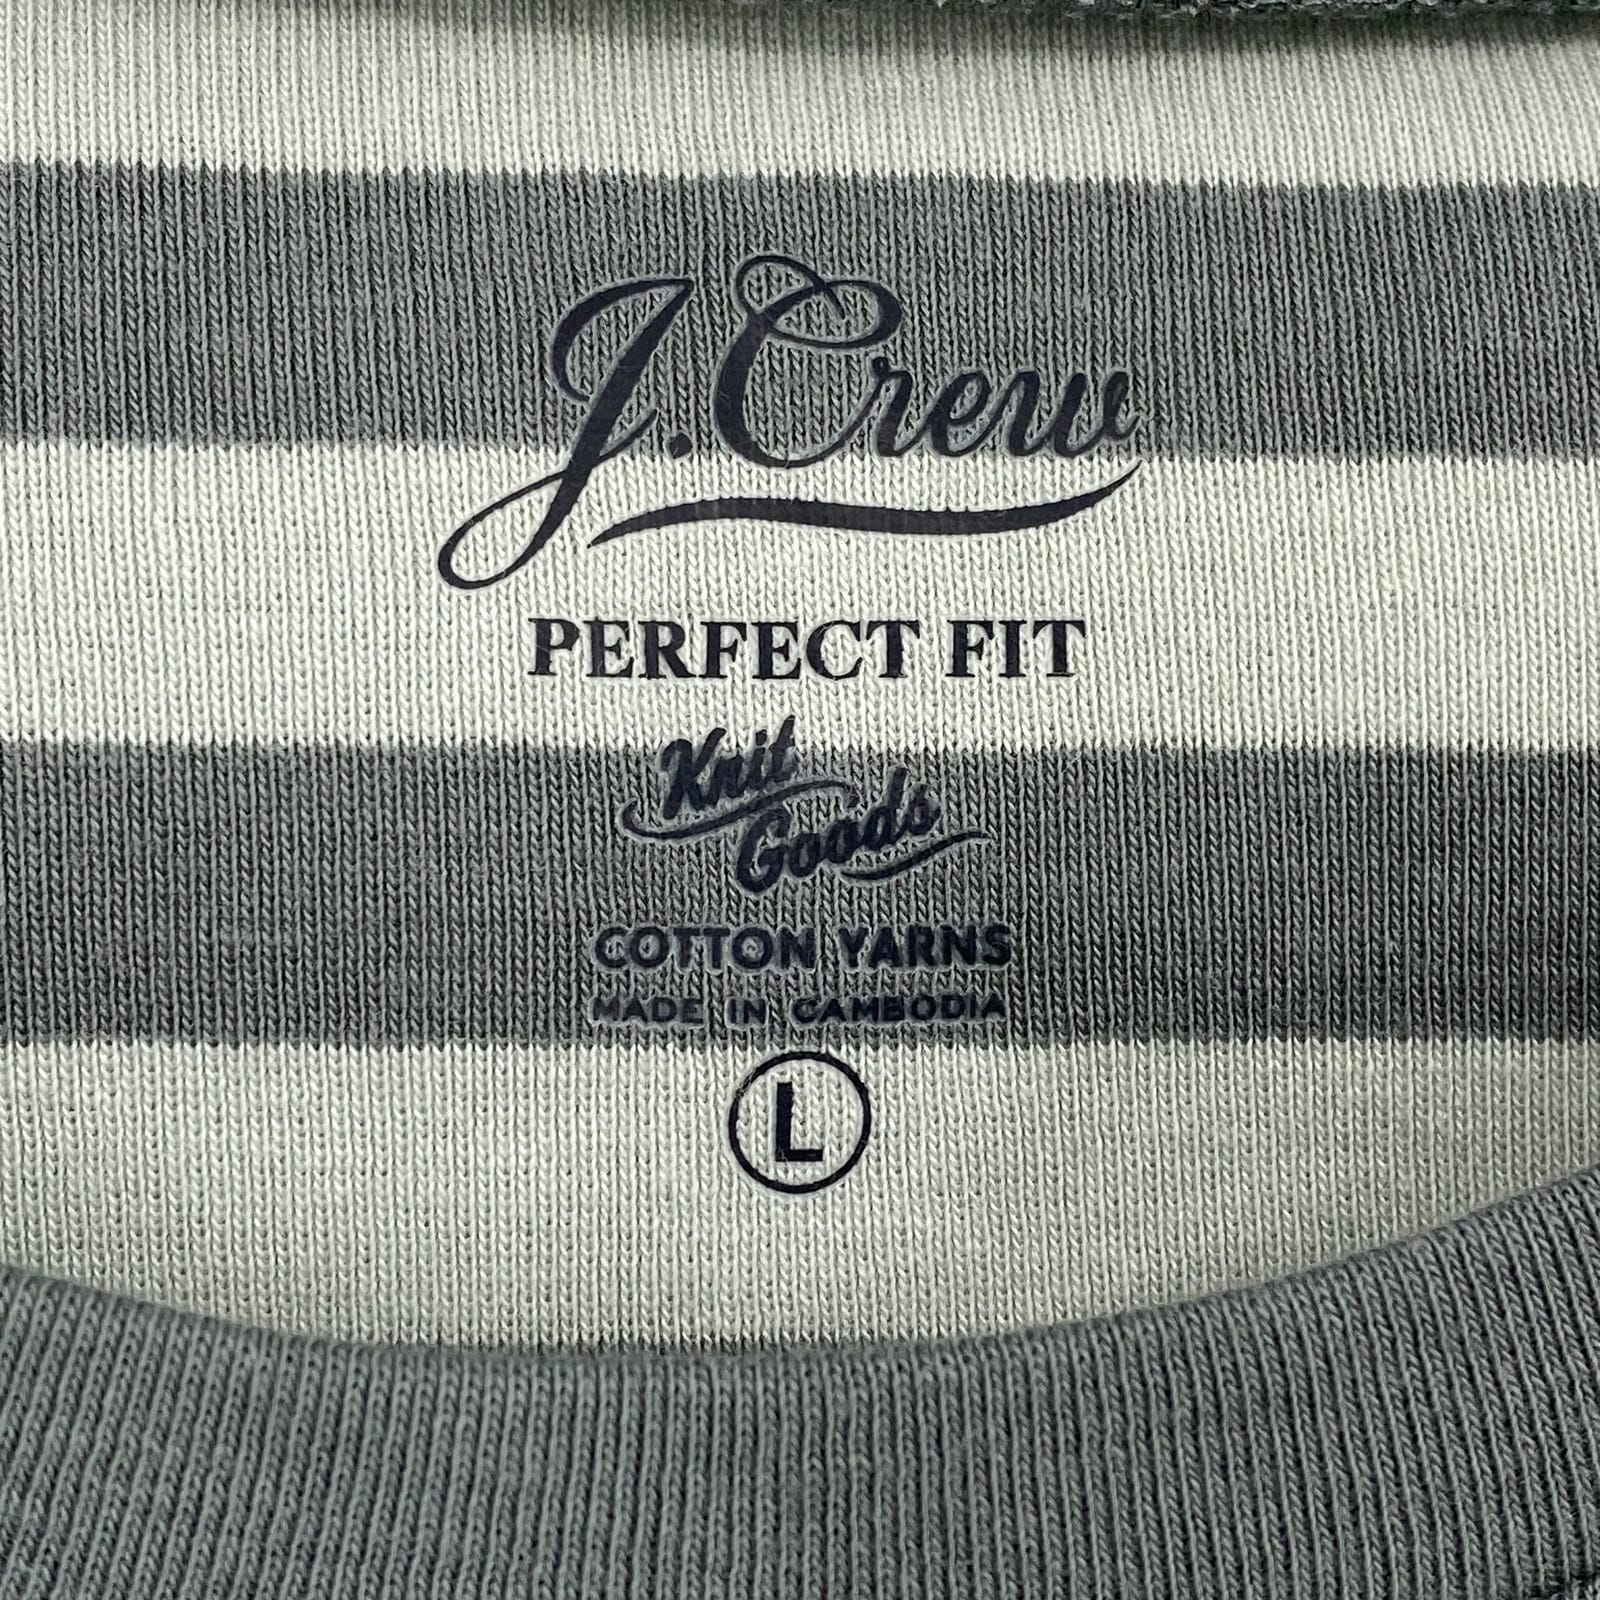 J.Crew
PERFECT FIT
Knit
Goods
COTTON YARNS
MADE IN CAMBODIA
L